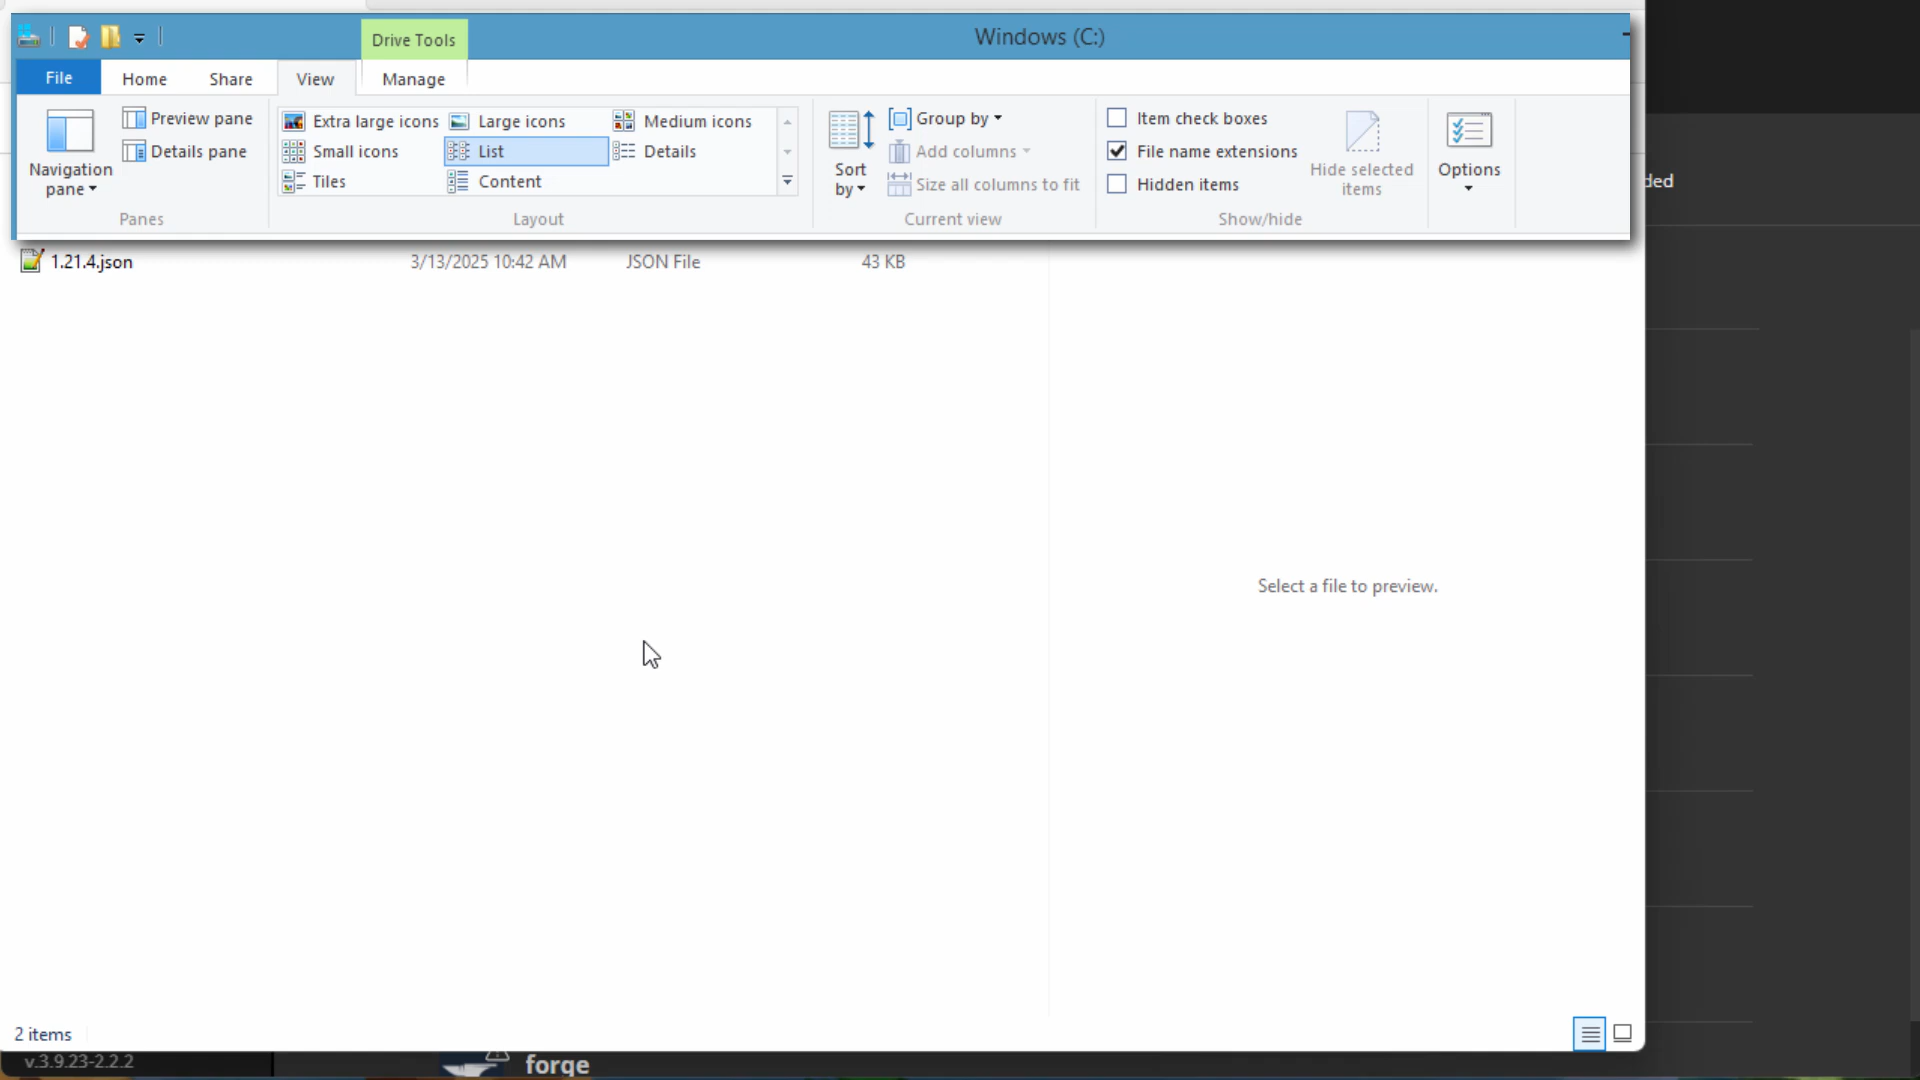 Drive Tools
Windows (C:)
File
Home
Share
View
Manage
Navigation
pane
Preview pane
Details pane
Panes
Extra large icons
Large icons
Medium icons
Small icons
List
Details
Tiles
Content
Layout
Sort
by
Group by
Add columns
Size all columns to fit
Current view
Item check boxes
File name extensions
Hidden items
Hide selected
items
Show/hide
Options
ded
1.21.4.json
3/13/2025 10:42 AM
JSON File
43 KB
Select a file to preview.
2 items
v.3.9.23-2.2.2
forge